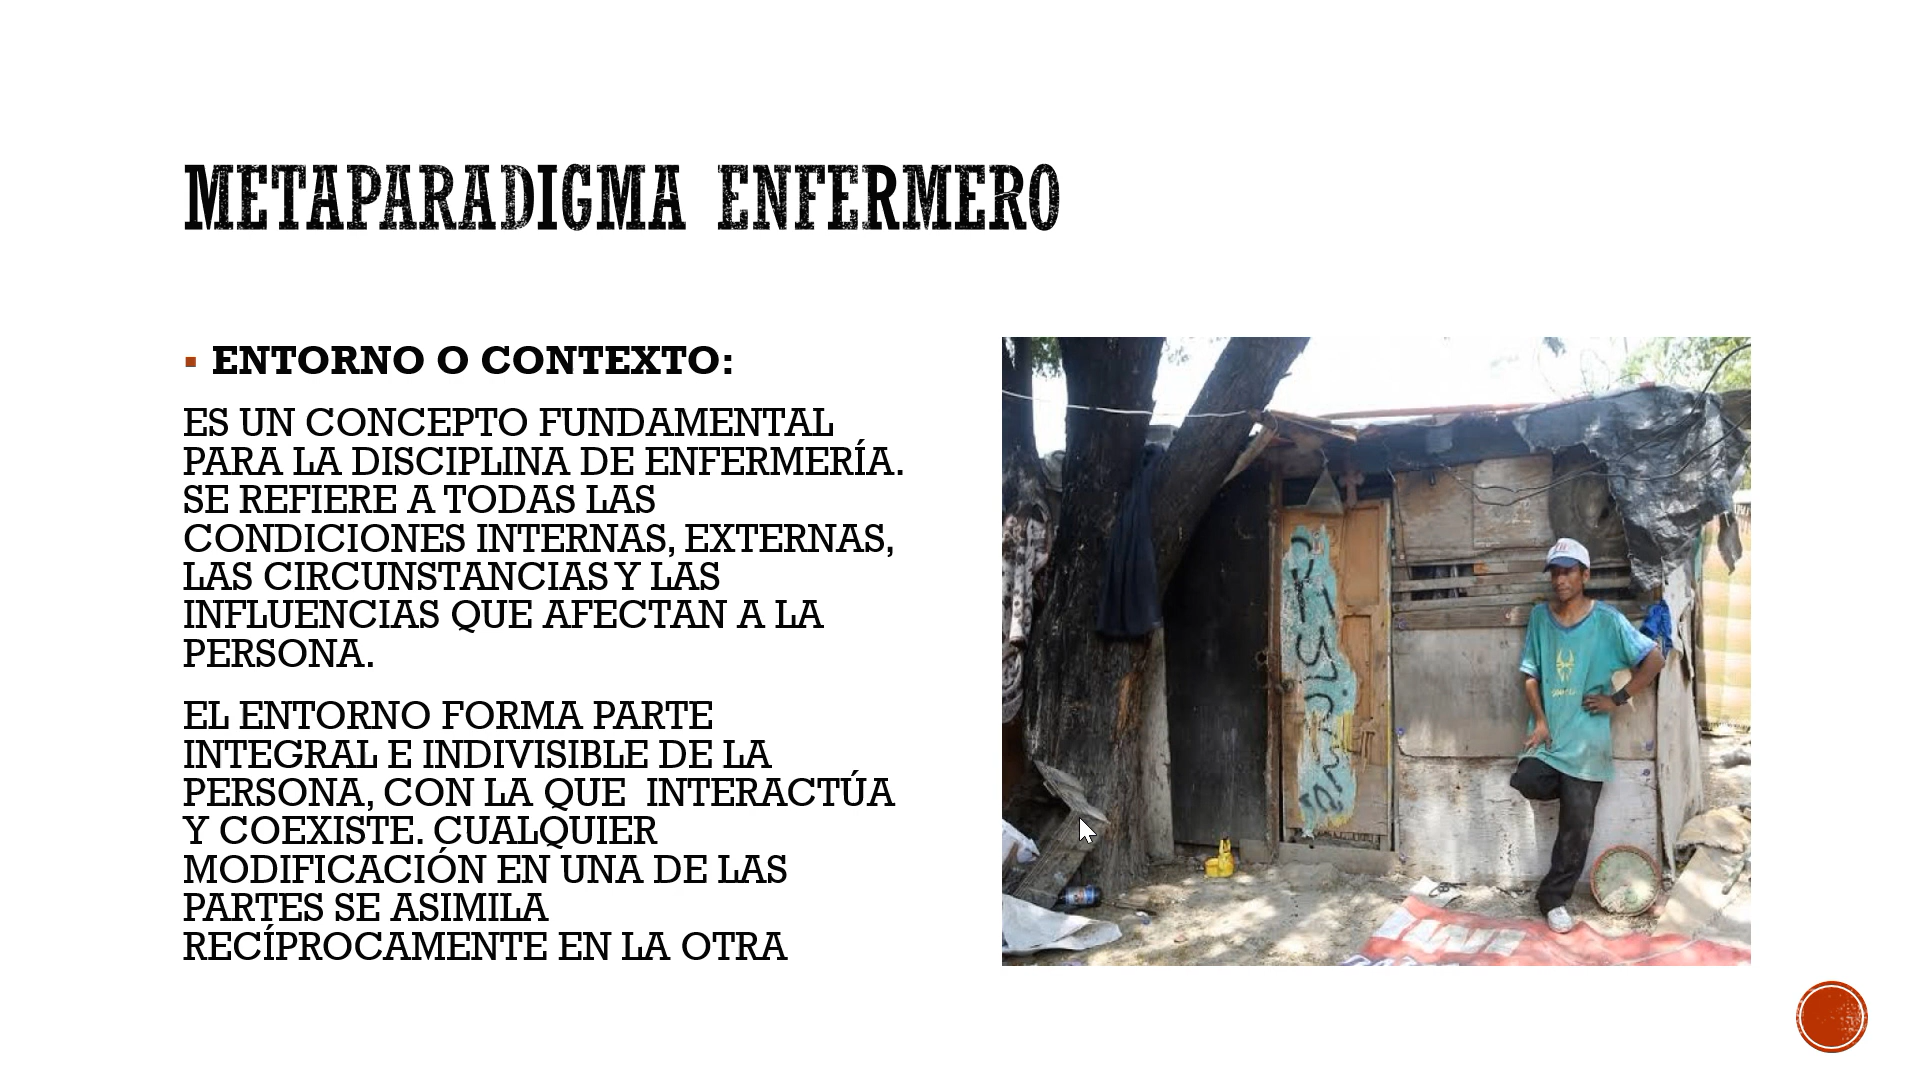 METAPARADIGMA ENFERMERO
▪ ENTORNO O CONTEXTO:
ES UN CONCEPTO FUNDAMENTAL
PARA LA DISCIPLINA DE ENFERMERÍA.
SE REFIERE A TODAS LAS
CONDICIONES INTERNAS, EXTERNAS,
LAS CIRCUNSTANCIAS Y LAS
INFLUENCIAS QUE AFECTAN A LA
PERSONA.
EL ENTORNO FORMA PARTE
INTEGRAL E INDIVISIBLE DE LA
PERSONA, CON LA QUE INTERACTÚA
Y COEXISTE. CUALQUIER
MODIFICACIÓN EN UNA DE LAS
PARTES SE ASIMILA
RECÍPROCAMENTE EN LA OTRA